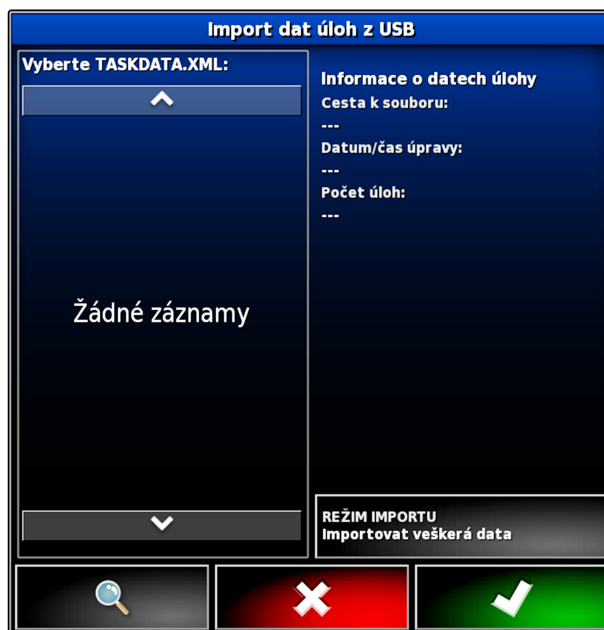 Import dat úloh z USB
Vyberte TASKDATA.XML:
Žádné záznamy
Informace o datech úlohy
Cesta k souboru:
---
Datum/čas úpravy:
---
Počet úloh:
---
REŽIM IMPORTU
Importovat veškerá data